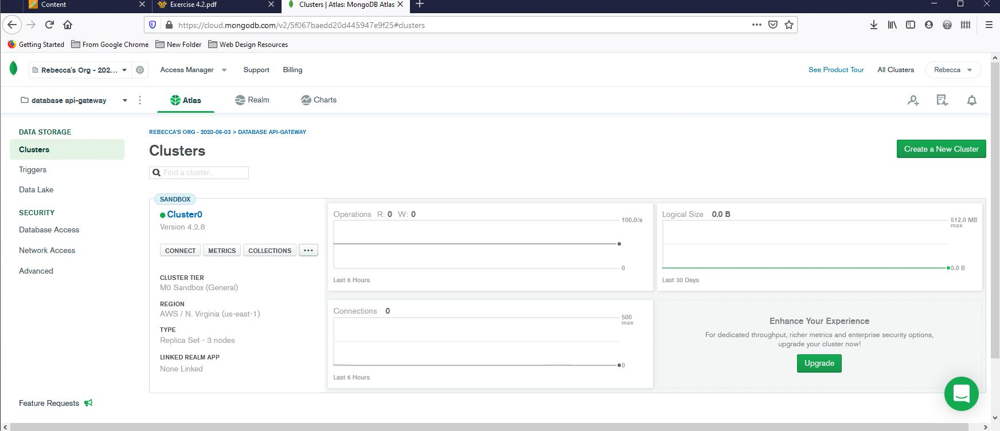 Content
Exercise 4.2.pdf
Clusters | Atlas: MongoDB Atlas
https://cloud.mongodb.com/v2/5f067baedd20d445947e9f25#clusters
Getting Started From Google Chrome New Folder Web Design Resources
Rebecca's Org - 202... Access Manager Support Billing See Product Tour All Clusters Rebecca
database api-gateway Atlas Realm Charts
DATA STORAGE
Clusters
Triggers
Data Lake
SECURITY
Database Access
Network Access
Advanced
Feature Requests
REBECCA'S ORG - 2020-06-03 > DATABASE API-GATEWAY
Clusters
Create a New Cluster
Find a cluster...
SANDBOX
Cluster0
Version 4.2.8
CONNECT METRICS COLLECTIONS ...
CLUSTER TIER
M0 Sandbox (General)
REGION
AWS / N. Virginia (us-east-1)
TYPE
Replica Set - 3 nodes
LINKED REALM APP
None Linked
Operations R: 0 W: 0
100.0/s
0
Last 6 Hours
Logical Size 0.0 B
512.0 MB
max
0.0 B
Last 30 Days
Connections 0
500
max
0
Last 6 Hours
Enhance Your Experience
For dedicated throughput, richer metrics and enterprise security options,
upgrade your cluster now!
Upgrade